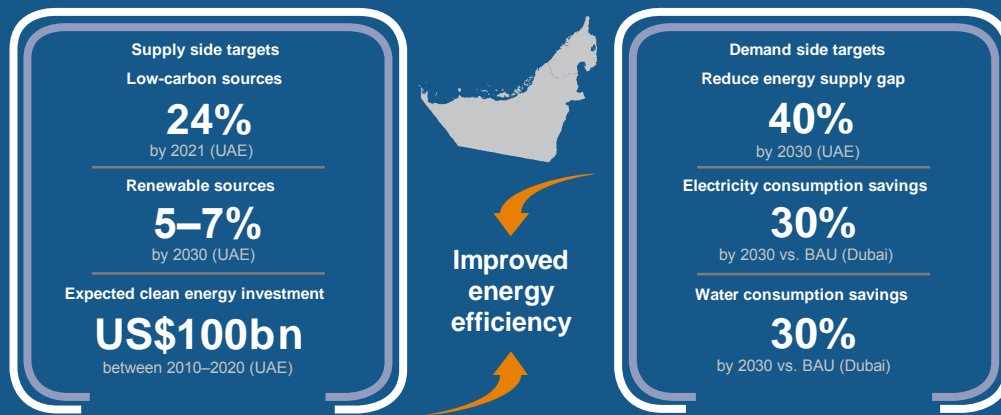 Supply side targets
Low-carbon sources
24%
by 2021 (UAE)
Renewable sources
5–7%
by 2030 (UAE)
Expected clean energy investment
US$100bn
between 2010–2020 (UAE)
Improved
energy
efficiency
Demand side targets
Reduce energy supply gap
40%
by 2030 (UAE)
Electricity consumption savings
30%
by 2030 vs. BAU (Dubai)
Water consumption savings
30%
by 2030 vs. BAU (Dubai)